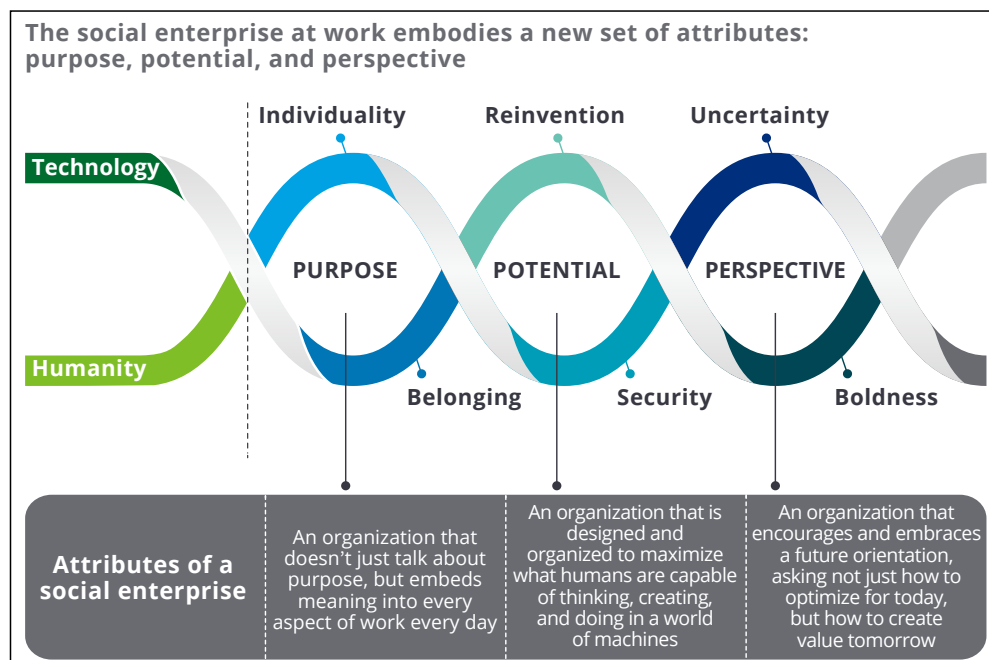 The social enterprise at work embodies a new set of attributes:
purpose, potential, and perspective
Individuality
Reinvention
Uncertainty
Technology
PURPOSE
POTENTIAL
PERSPECTIVE
Humanity
Belonging
Security
Boldness
Attributes of a
social enterprise
An organization that
doesn’t just talk about
purpose, but embeds
meaning into every
aspect of work every day
An organization that is
designed and
organized to maximize
what humans are capable
of thinking, creating,
and doing in a world
of machines
An organization that
encourages and embraces
a future orientation,
asking not just how to
optimize for today,
but how to create
value tomorrow